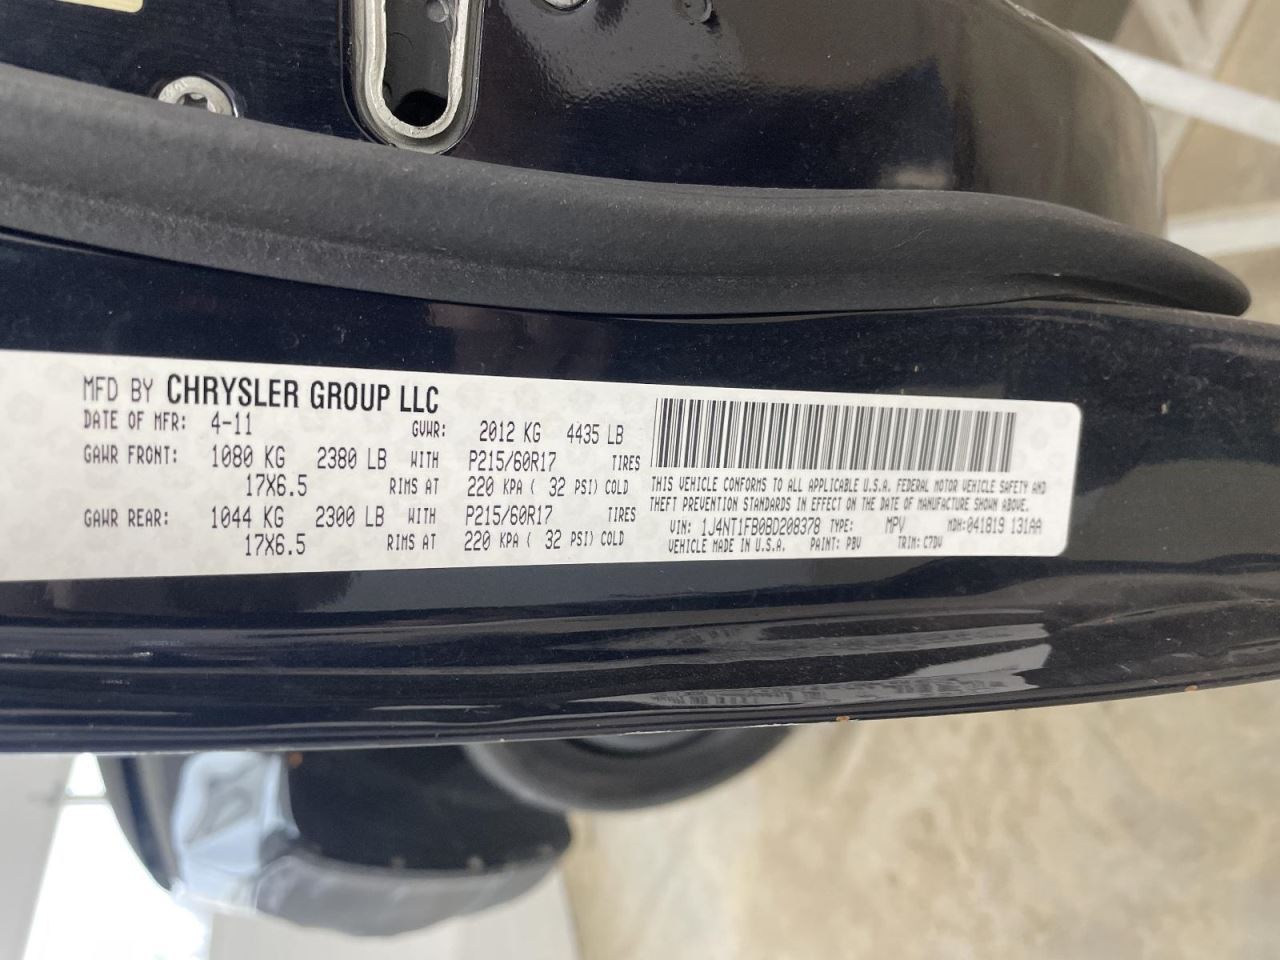 MFD BY CHRYSLER GROUP LLC
DATE OF MFR: 4-11 GVWR: 2012 KG 4435 LB
GAWR FRONT: 1080 KG 2380 LB WITH P215/60R17 TIRES
17X6.5 RIMS AT 220 KPA ( 32 PSI) COLD
GAWR REAR: 1044 KG 2300 LB WITH P215/60R17 TIRES
17X6.5 RIMS AT 220 KPA ( 32 PSI) COLD
THIS VEHICLE CONFORMS TO ALL APPLICABLE U.S.A. FEDERAL MOTOR VEHICLE SAFETY AND
THEFT PREVENTION STANDARDS IN EFFECT ON THE DATE OF MANUFACTURE SHOWN ABOVE.
VIN: 1J4NT1FB0BD208378 TYPE: MPV MDH:041819 131AA
VEHICLE MADE IN U.S.A. PAINT: PBV TRIM: C7DV